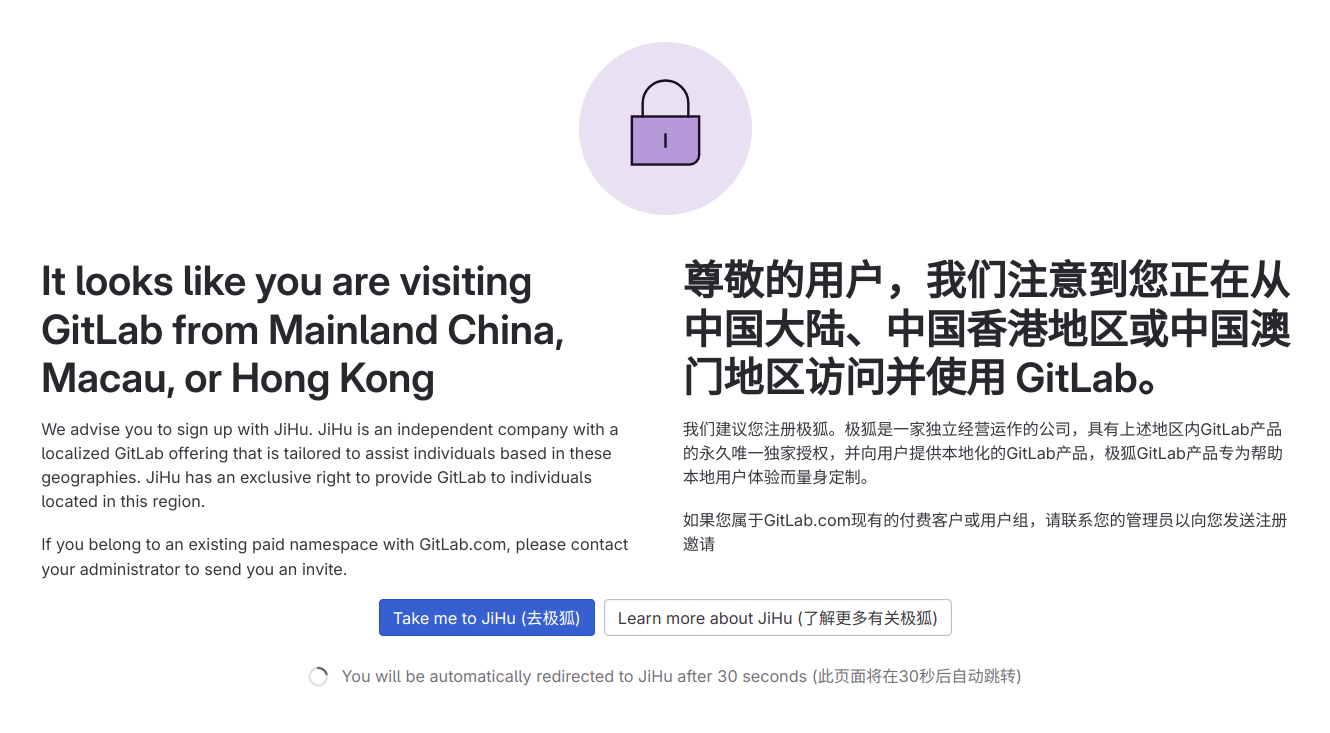 It looks like you are visiting
GitLab from Mainland China,
Macau, or Hong Kong
We advise you to sign up with JiHu. JiHu is an independent company with a
localized GitLab offering that is tailored to assist individuals based in these
geographies. JiHu has an exclusive right to provide GitLab to individuals
located in this region.
If you belong to an existing paid namespace with GitLab.com, please contact
your administrator to send you an invite.
尊敬的用户，我们注意到您正在从
中国大陆、中国香港地区或中国澳
门地区访问并使用 GitLab。
我们建议您注册极狐。极狐是一家独立经营运作的公司，具有上述地区内GitLab产品
的永久唯一独家授权，并向用户提供本地化的GitLab产品，极狐GitLab产品专为帮助
本地用户体验而量身定制。
如果您属于GitLab.com现有的付费客户或用户组，请联系您的管理员以向您发送注册
邀请
Take me to JiHu (去极狐)
Learn more about JiHu (了解更多有关极狐)
You will be automatically redirected to JiHu after 30 seconds (此页面将在30秒后自动跳转)